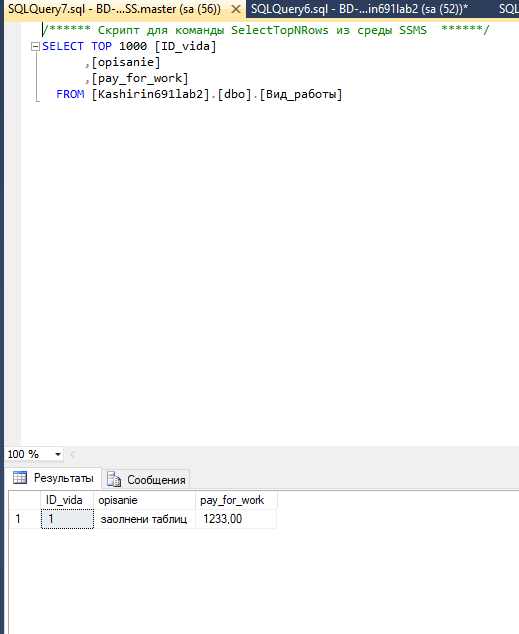 SQLQuery7.sql - BD-...SS.master (sa (56)) SQLQuery6.sql - BD-...in691lab2 (sa (52))* SQL
/****** Скрипт для команды SelectTopNRows из среды SSMS ******/
SELECT TOP 1000 [ID_vida]
,[opisanie]
,[pay_for_work]
FROM [Kashirin691lab2].[dbo].[Вид_работы]
100 %
Результаты Сообщения
ID_vida opisanie pay_for_work
1 1 заолнени таблиц 1233,00